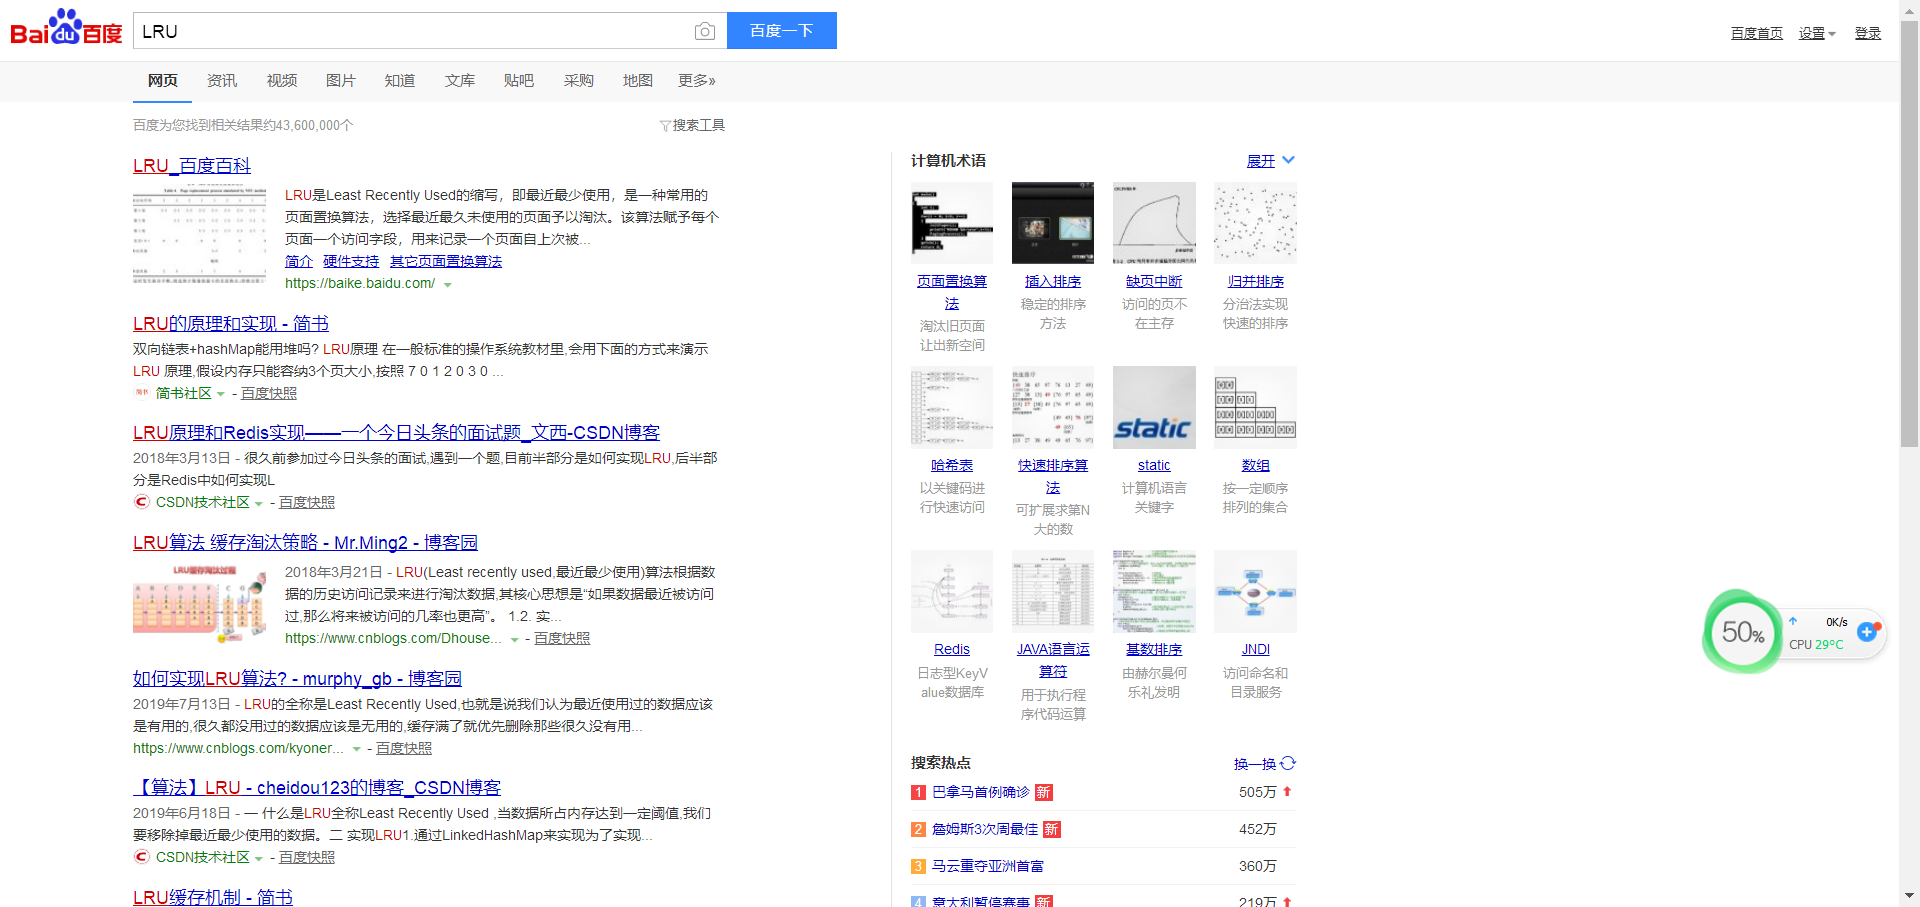 Bai du 百度
LRU
百度一下
百度首页 设置 登录
网页 资讯 视频 图片 知道 文库 贴吧 采购 地图 更多»
百度为您找到相关结果约43,600,000个
搜索工具
LRU_百度百科
LRU是Least Recently Used的缩写，即最近最少使用，是一种常用的
页面置换算法，选择最近最久未使用的页面予以淘汰。该算法赋予每个
页面一个访问字段，用来记录一个页面自上次被...
简介 硬件支持 其它页面置换算法
https://baike.baidu.com/
LRU的原理和实现 - 简书
双向链表+hashMap能用堆吗? LRU原理 在一般标准的操作系统教材里,会用下面的方式来演示
LRU 原理,假设内存只能容纳3个页大小,按照 7 0 1 2 0 3 0 ...
简书 简书社区 - 百度快照
LRU原理和Redis实现——一个今日头条的面试题_文西-CSDN博客
2018年3月13日 - 很久前参加过今日头条的面试,遇到一个题,目前半部分是如何实现LRU,后半部
分是Redis中如何实现L
CSDN技术社区 - 百度快照
LRU算法 缓存淘汰策略 - Mr.Ming2 - 博客园
LRU缓存淘汰过程
2018年3月21日 - LRU(Least recently used,最近最少使用)算法根据数
据的历史访问记录来进行淘汰数据,其核心思想是“如果数据最近被访问
过,那么将来被访问的几率也更高”。 1.2. 实...
https://www.cnblogs.com/Dhouse... - 百度快照
如何实现LRU算法? - murphy_gb - 博客园
2019年7月13日 - LRU的全称是Least Recently Used,也就是说我们认为最近使用过的数据应该
是有用的,很久都没用过的数据应该是无用的,缓存满了就优先删除那些很久没有用...
https://www.cnblogs.com/kyoner... - 百度快照
【算法】LRU - cheidou123的博客_CSDN博客
2019年6月18日 - 一 什么是LRU全称Least Recently Used ,当数据所占内存达到一定阈值,我们
要移除掉最近最少使用的数据。二 实现LRU1.通过LinkedHashMap来实现为了实现...
CSDN技术社区 - 百度快照
LRU缓存机制 - 简书
计算机术语 展开
页面置换算 插入排序 缺页中断 归并排序
法 稳定的排序 访问的页不 分治法实现
淘汰旧页面 方法 在主存 快速的排序
让出新空间
快速排序
static
哈希表 快速排序算 static 数组
以关键码进 法 计算机语言 按一定顺序
行快速访问 可扩展求第N 关键字 排列的集合
大的数
Redis JAVA语言运 基数排序 JNDI
日志型KeyV 算符 由赫尔曼何 访问命名和
alue数据库 用于执行程 乐礼发明 目录服务
序代码运算
搜索热点 换一换
1 巴拿马首例确诊 新 505万
2 詹姆斯3次周最佳 新 452万
3 马云重夺亚洲首富 360万
4 意大利暂停赛事 新 219万
50%
0K/s
CPU 29°C